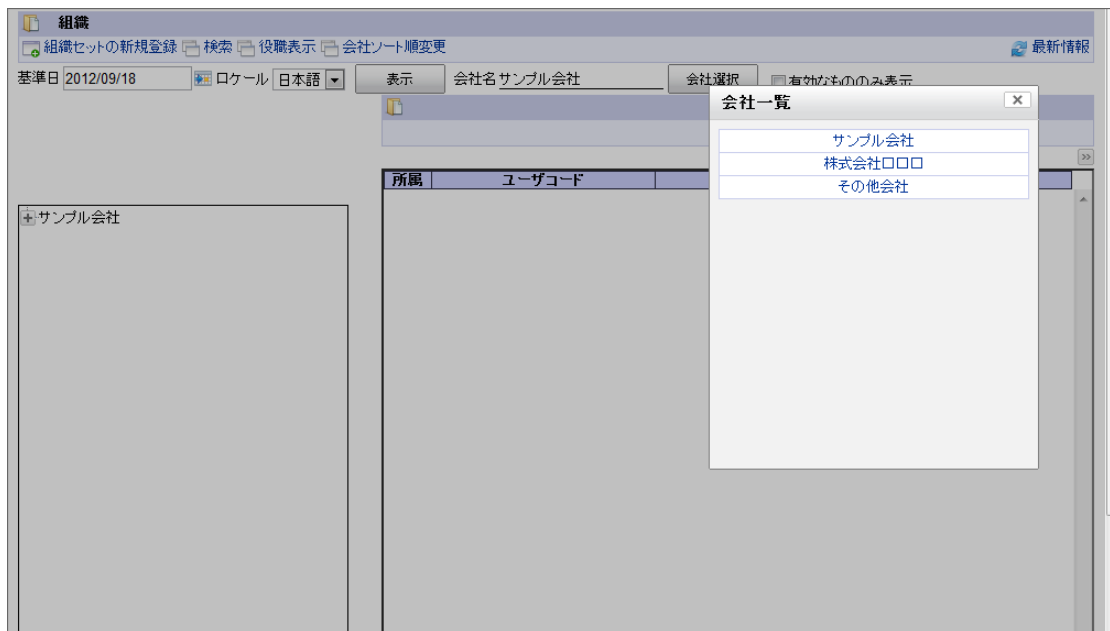 組織
組織セットの新規登録 検索 役職表示 会社ソート順変更 最新情報
基準日 2012/09/18 ロケール 日本語 表示 会社名 サンプル会社 会社選択 有効なもののみ表示
会社一覧
サンプル会社
株式会社ロロロ
その他会社
所属 ユーザコード
サンプル会社